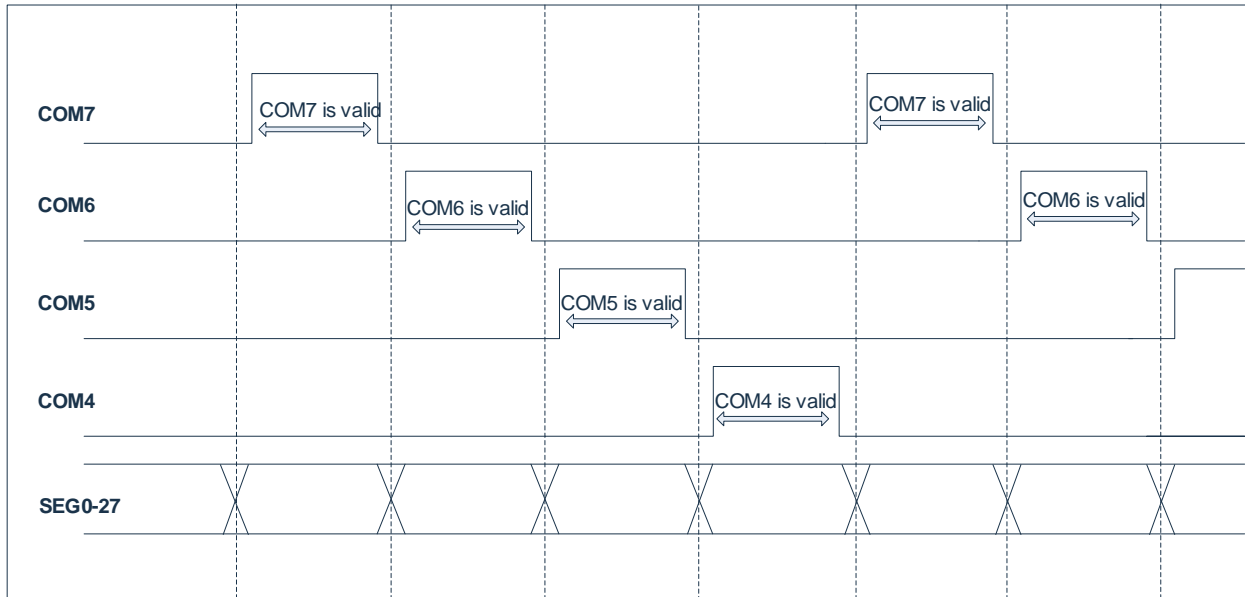 COM7
COM7 is valid
COM7 is valid
COM6
COM6 is valid
COM6 is valid
COM5
COM5 is valid
COM4
COM4 is valid
SEG0-27